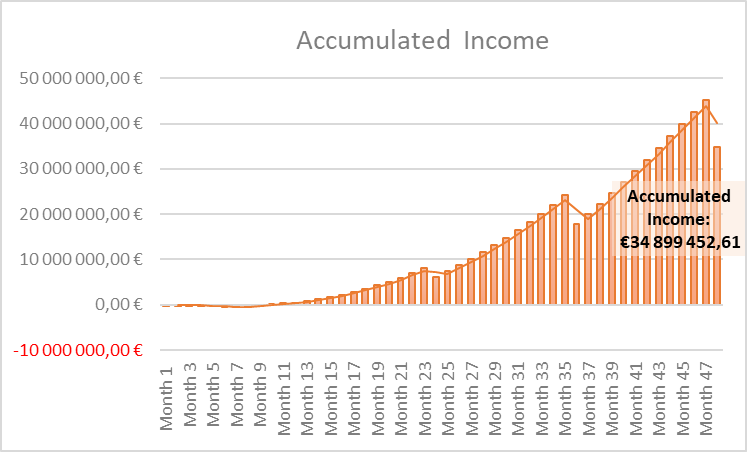 Accumulated Income
50 000 000,00 €
40 000 000,00 €
30 000 000,00 €
20 000 000,00 €
10 000 000,00 €
0,00 €
-10 000 000,00 €
Accumulated
Income:
€34 899 452,61
Month 1
Month 3
Month 5
Month 7
Month 9
Month 11
Month 13
Month 15
Month 17
Month 19
Month 21
Month 23
Month 25
Month 27
Month 29
Month 31
Month 33
Month 35
Month 37
Month 39
Month 41
Month 43
Month 45
Month 47